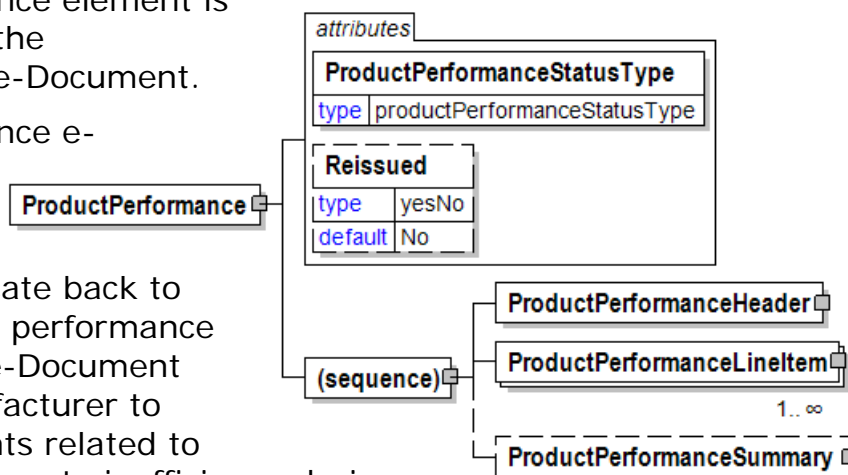 nce element is
the
e-Document.
nce e-
ate back to
performance
e-Document
facturer to
nts related to
attributes
ProductPerformanceStatusType
type productPerformanceStatusType
Reissued
type yesNo
default No
ProductPerformance
ProductPerformanceHeader
(sequence)
ProductPerformanceLineItem
1.. ∞
ProductPerformanceSummary